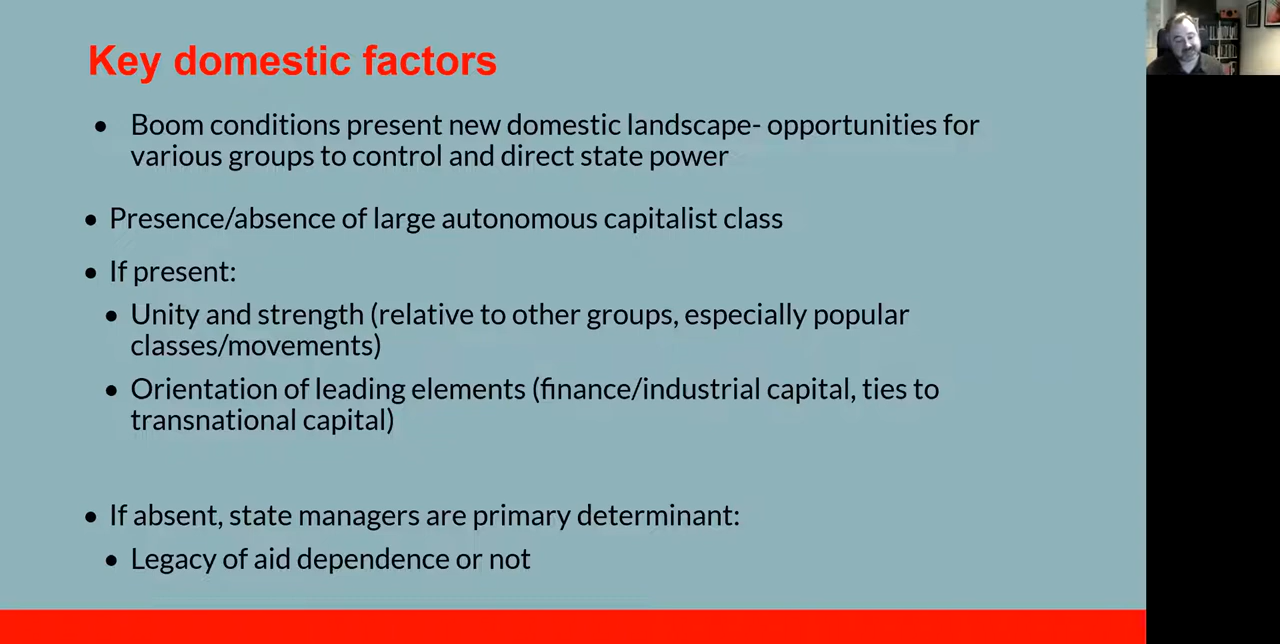 Key domestic factors
• Boom conditions present new domestic landscape- opportunities for
various groups to control and direct state power
• Presence/absence of large autonomous capitalist class
• If present:
• Unity and strength (relative to other groups, especially popular
classes/movements)
• Orientation of leading elements (finance/industrial capital, ties to
transnational capital)
• If absent, state managers are primary determinant:
• Legacy of aid dependence or not